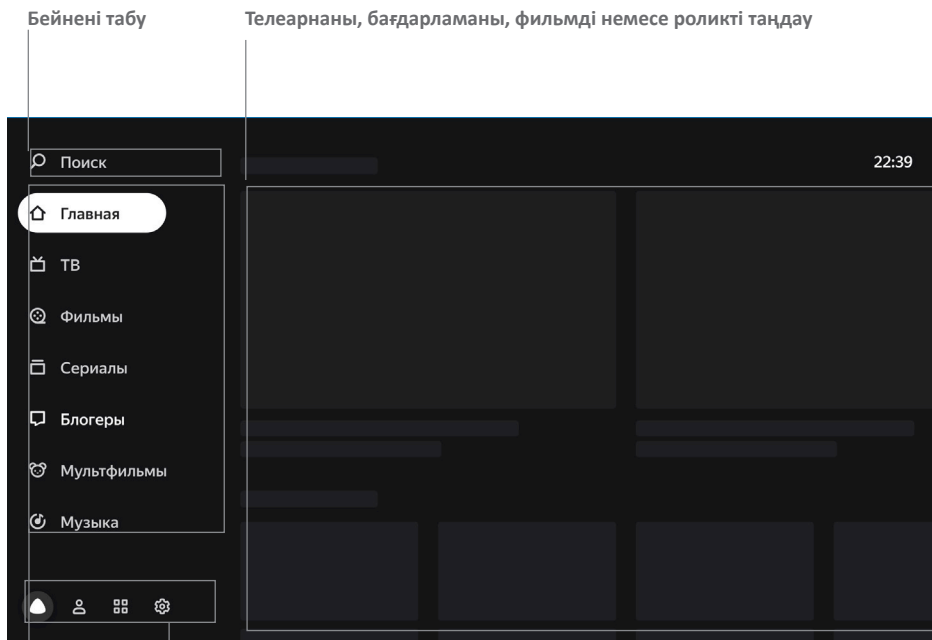 Бейнені табу
Телеарнаны, бағдарламаны, фильмді немесе роликті таңдау
Поиск
22:39
Главная
ТВ
Фильмы
Сериалы
Блогеры
Мультфильмы
Музыка